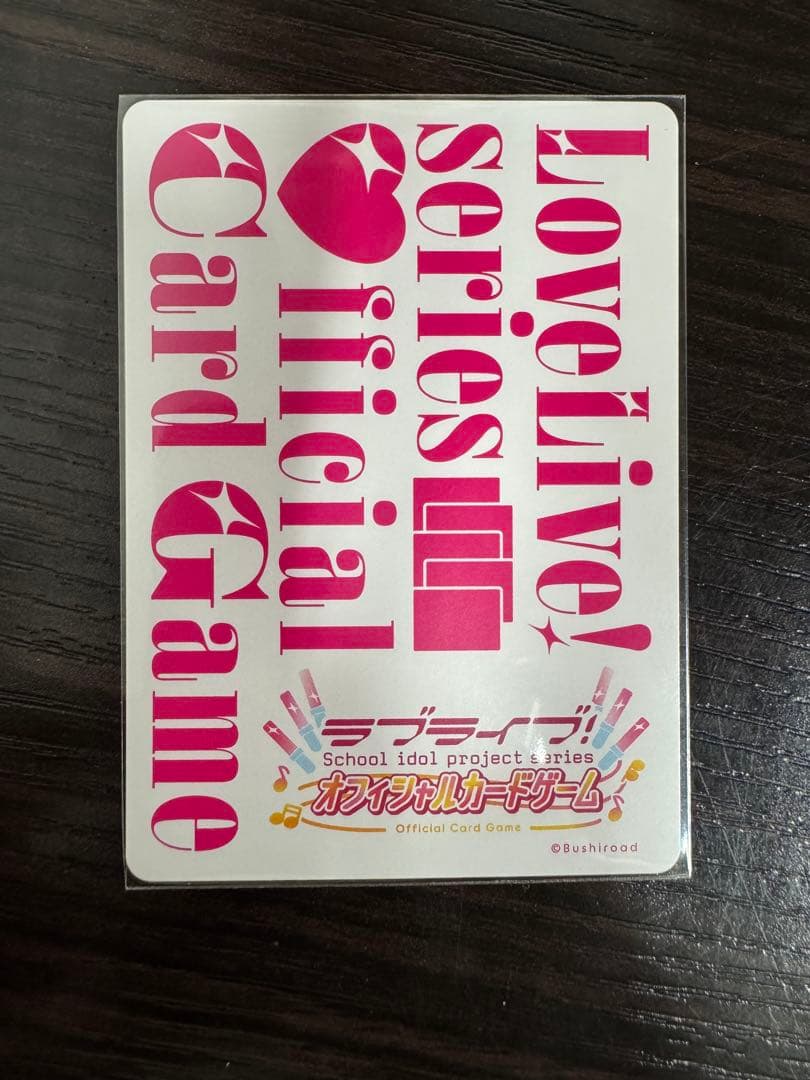 LoveLive!
series
fficial
Card Game
ラブライブ!
School idol project series
オフィシャルカードゲーム
Official Card Game
©Bushiroad